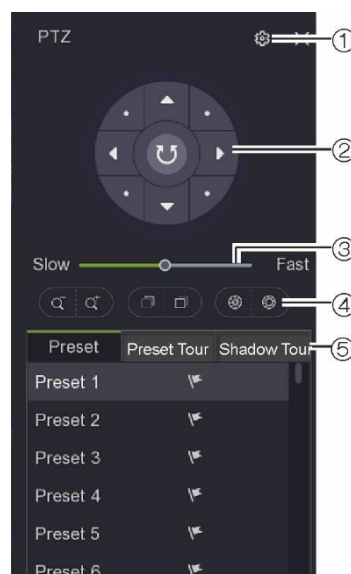 PTZ
①
②
③
Slow Fast
④
Preset Preset Tour Shadow Tour
⑤
Preset 1
Preset 2
Preset 3
Preset 4
Preset 5
Preset 6